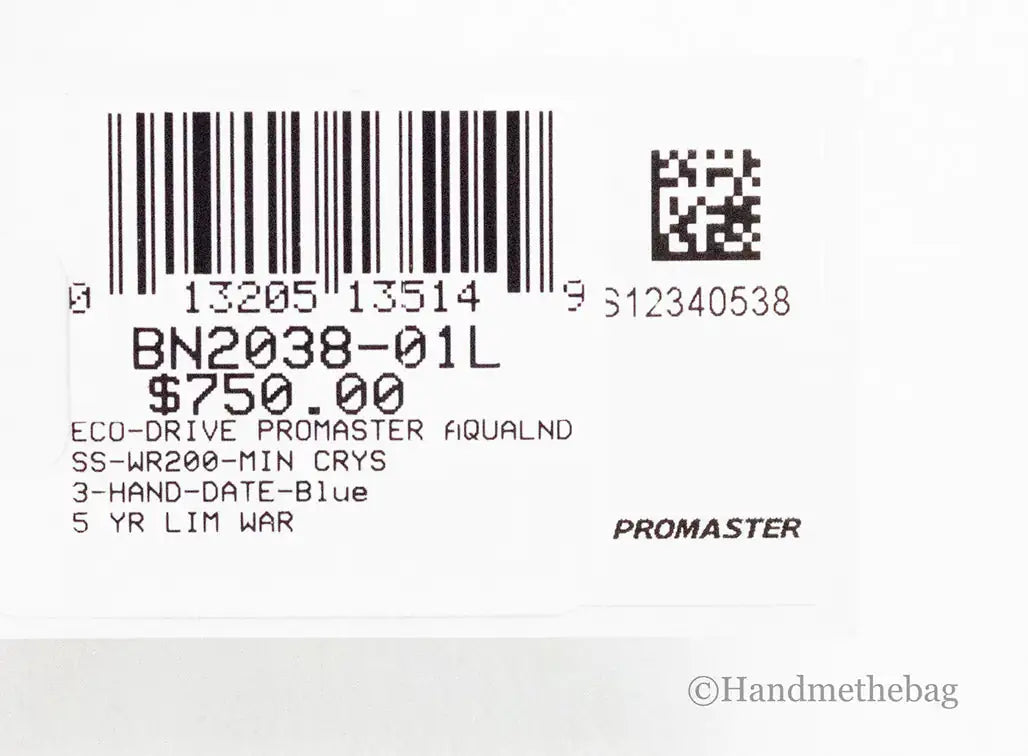 0 13205 13514 9
S12340538
BN2038-01L
$750.00
ECO-DRIVE PROMASTER AQUALND
SS-WR200-MIN CRYS
3-HAND-DATE-Blue
5 YR LIM WAR
PROMASTER
©Handmethebag